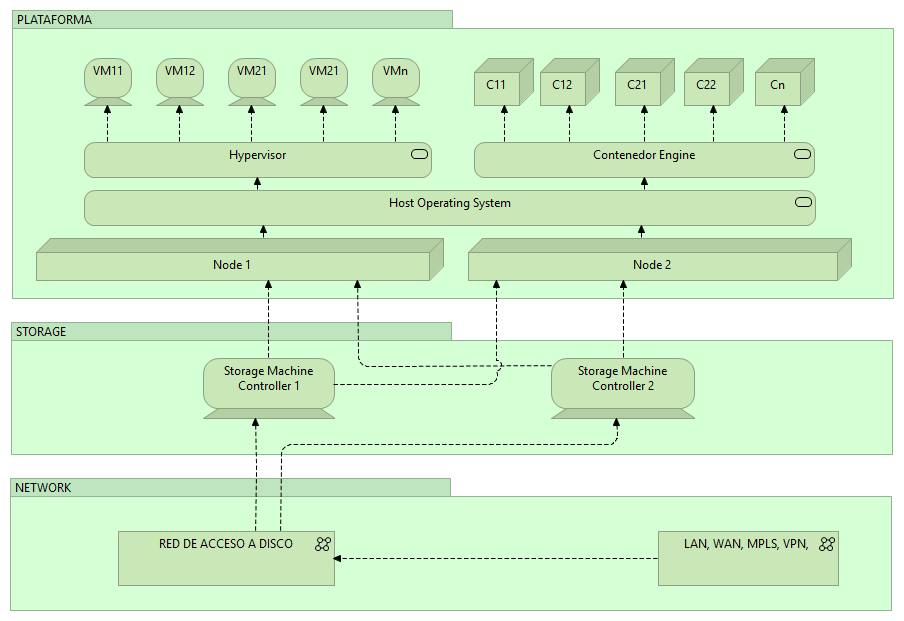 PLATAFORMA
VM11
VM12
VM21
VM21
VMn
C11
C12
C21
C22
Cn
Hypervisor
Contenedor Engine
Host Operating System
Node 1
Node 2
STORAGE
Storage Machine
Controller 1
Storage Machine
Controller 2
NETWORK
RED DE ACCESO A DISCO
LAN, WAN, MPLS, VPN,